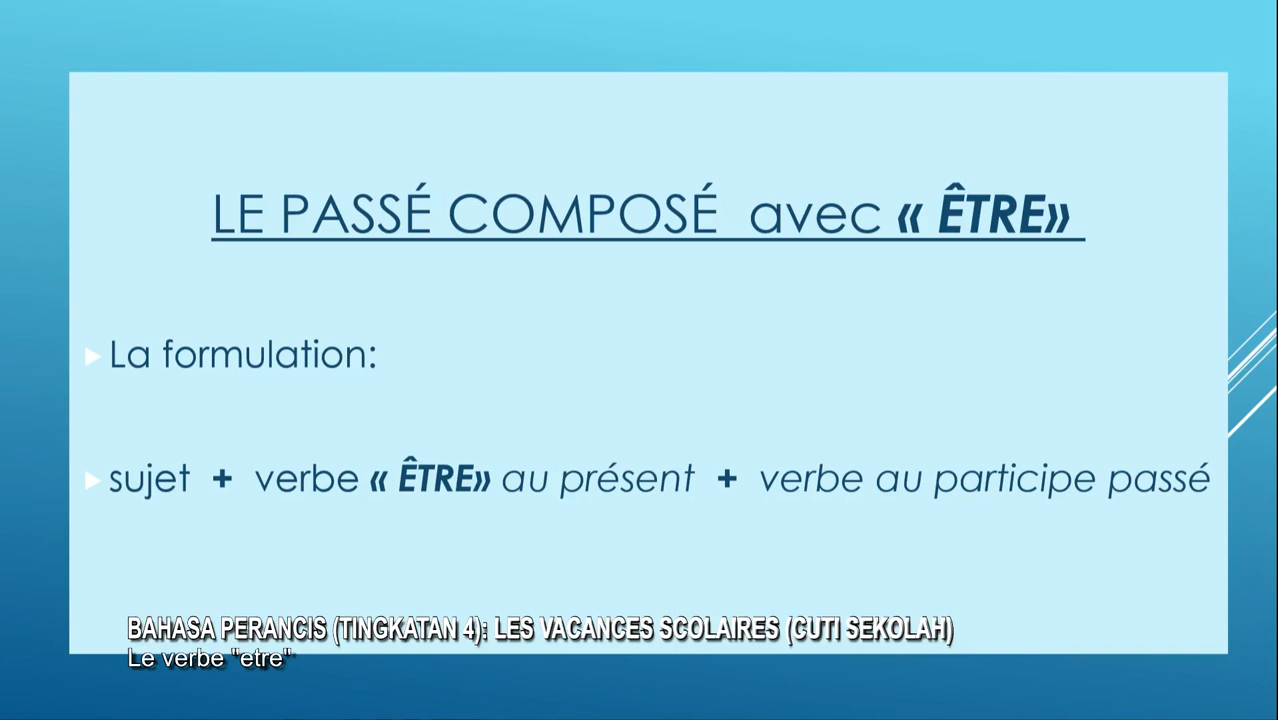 LE PASSÉ COMPOSÉ avec « ÊTRE»
La formulation:
sujet + verbe « ÊTRE» au présent + verbe au participe passé
BAHASA PERANCIS (TINGKATAN 4): LES VACANCES SCOLAIRES (CUTI SEKOLAH)
Le verbe "etre"